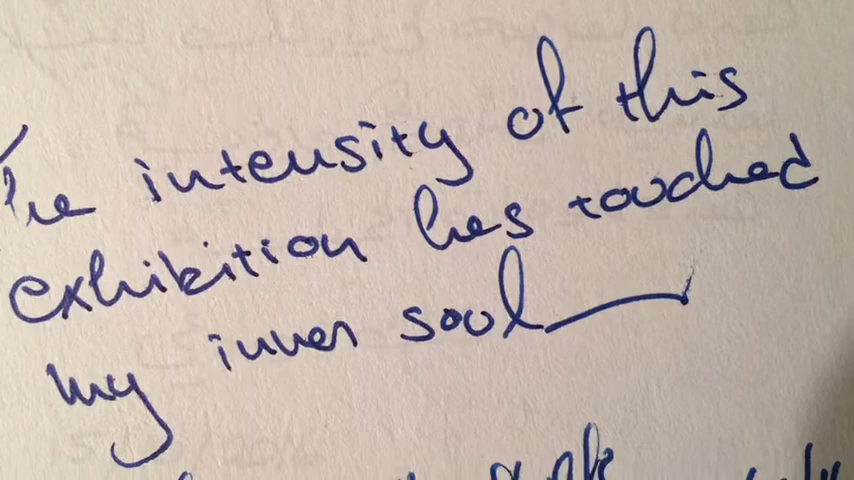 The intensity of this
exhibition has touched
my inner soul